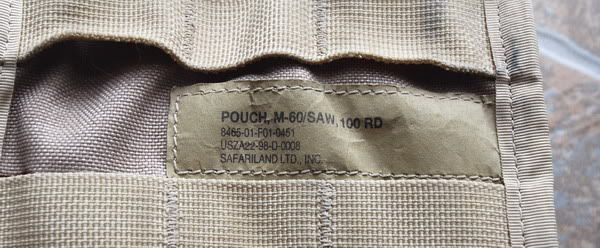 POUCH, M-60/SAW, 100 RD
8465-01-F01-0451
USZA22-98-D-0008
SAFARILAND LTD., INC.